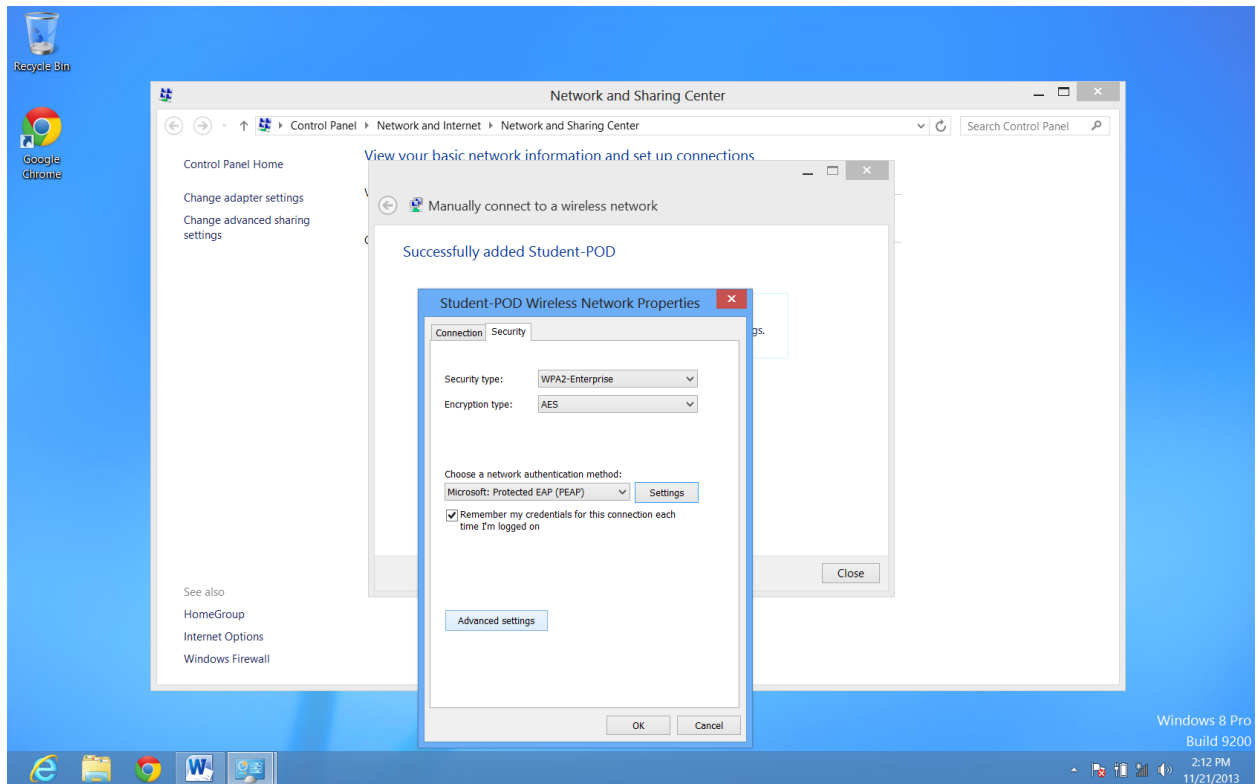 Recycle Bin
Google
Chrome
Network and Sharing Center
Control Panel
Network and Internet
Network and Sharing Center
Search Control Panel
Control Panel Home
Change adapter settings
Change advanced sharing
settings
View your basic network information and set up connections
Manually connect to a wireless network
Successfully added Student-POD
gs.
Student-POD Wireless Network Properties
Connection
Security
Security type:
WPA2-Enterprise
Encryption type:
AES
Choose a network authentication method:
Microsoft: Protected EAP (PEAP)
Settings
Remember my credentials for this connection each
time I'm logged on
Advanced settings
OK
Cancel
Close
See also
HomeGroup
Internet Options
Windows Firewall
Windows 8 Pro
Build 9200
2:12 PM
11/21/2013